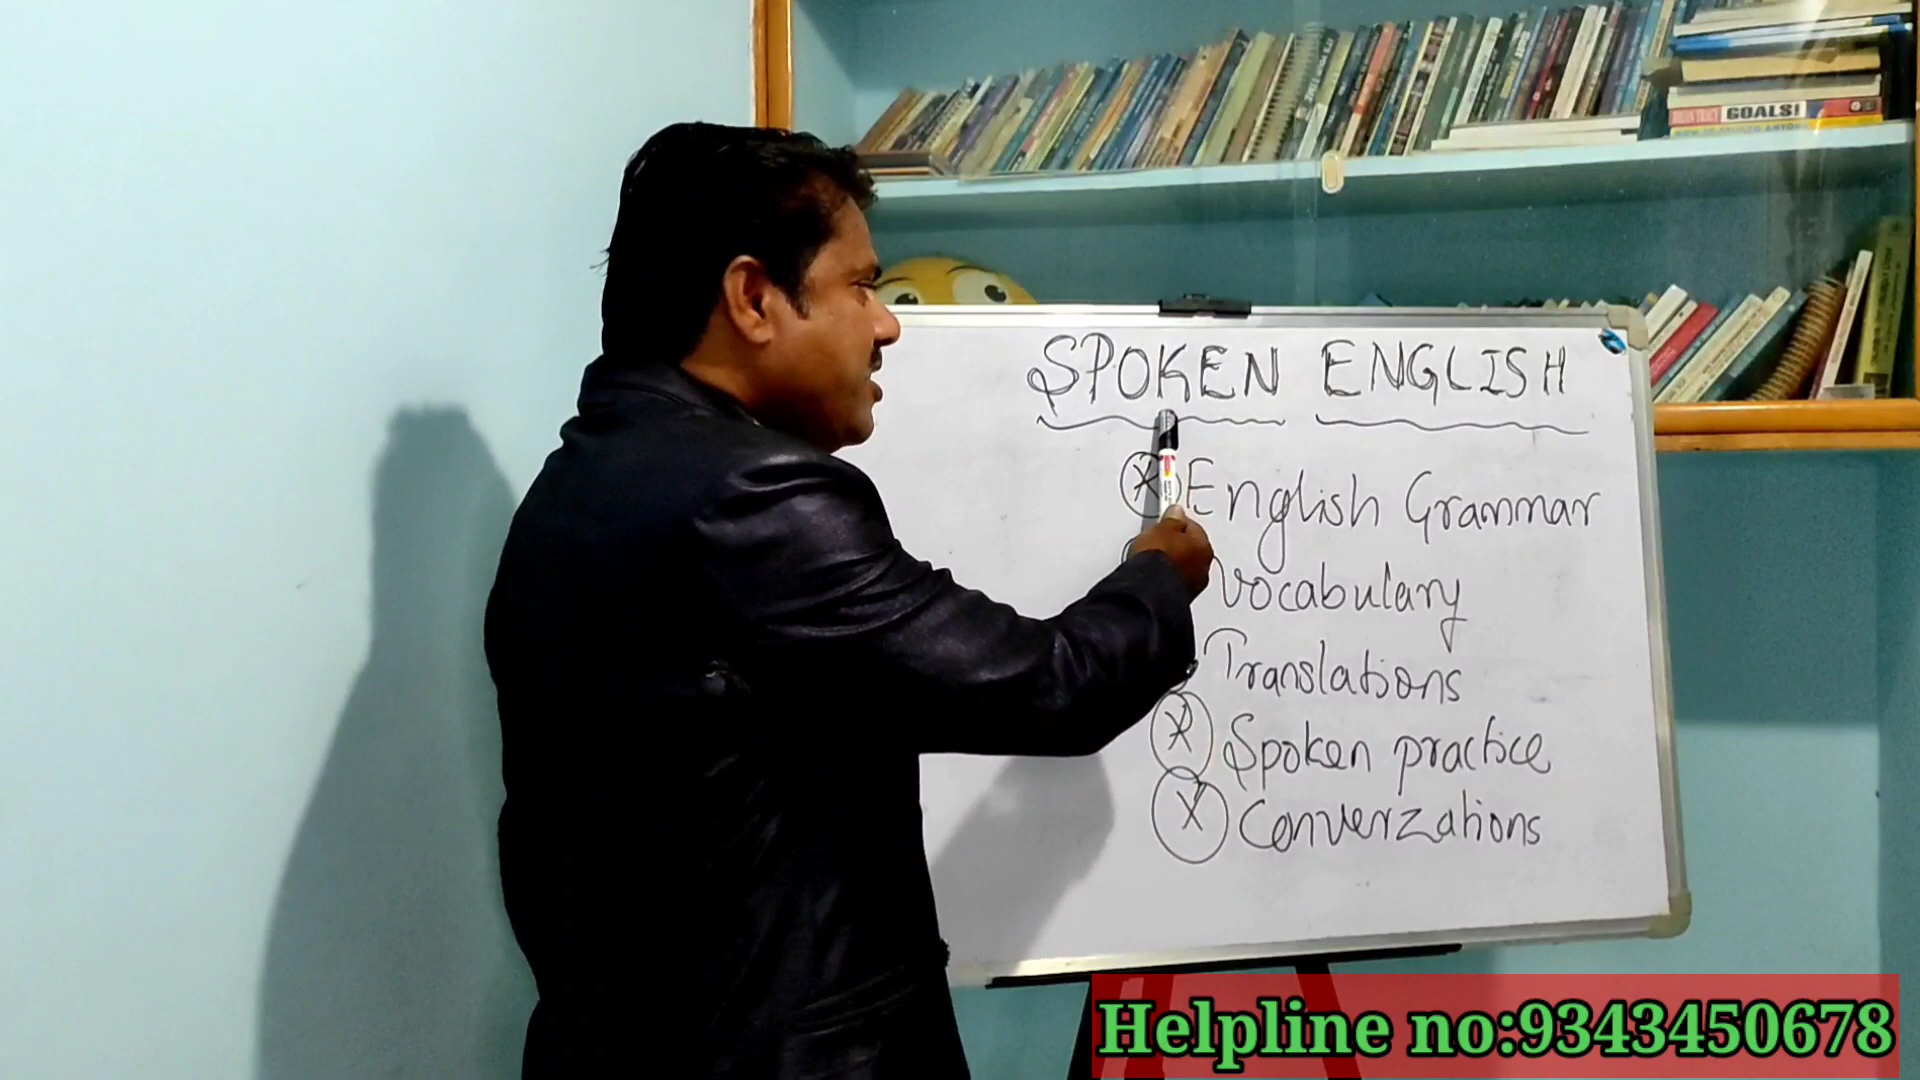 GOALS!
SPOKEN ENGLISH
English Grammar
Vocabulary
Translations
Spoken practice
Converzations
Helpline no:9343450678